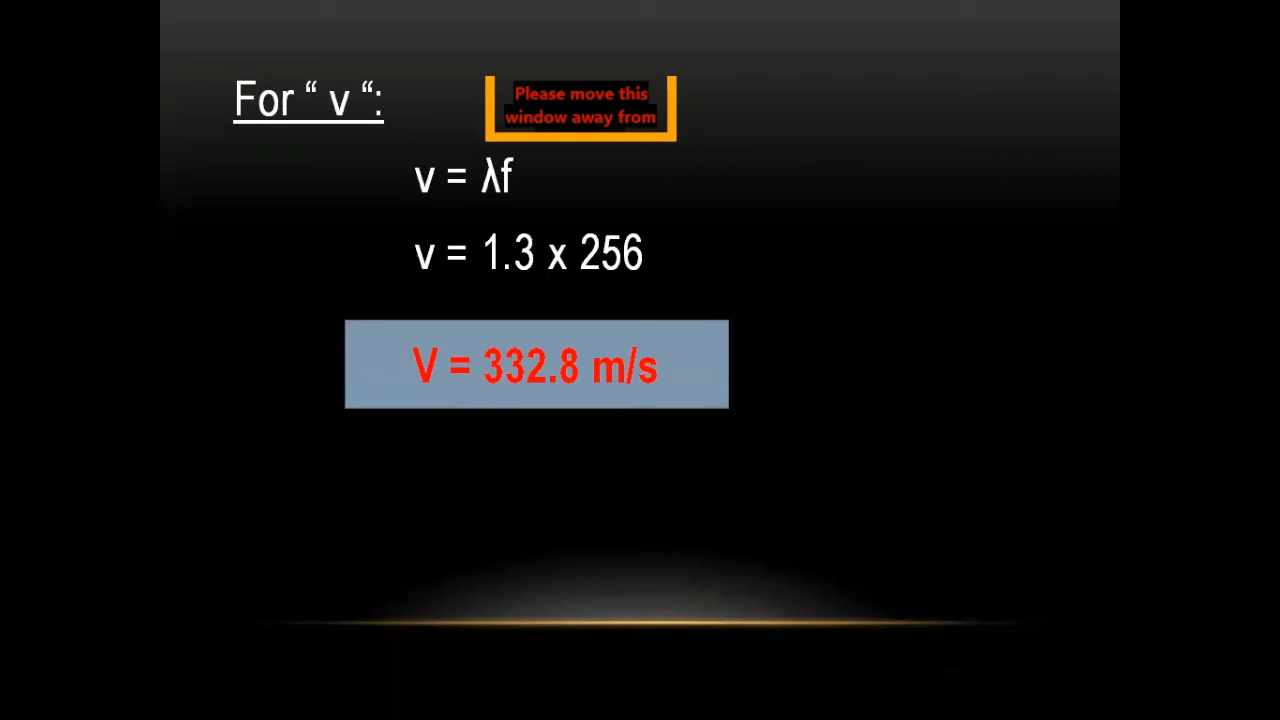 For “ v “:
Please move this
window away from
v = λf
v = 1.3 x 256
V = 332.8 m/s